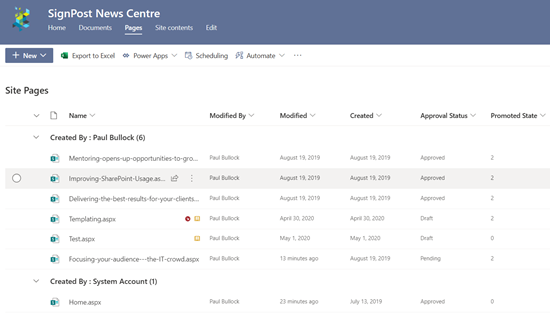 SignPost News Centre
Home Documents Pages Site contents Edit
+ New Export to Excel Power Apps Scheduling Automate ...
Site Pages
Name Modified By Modified Created Approval Status Promoted State
Created By : Paul Bullock (6)
Mentoring-opens-up-opportunities-to-gro... Paul Bullock August 19, 2019 August 19, 2019 Approved 2
Improving-SharePoint-Usage.as... Paul Bullock August 19, 2019 August 19, 2019 Approved 2
Delivering-the-best-results-for-your-clients... Paul Bullock August 19, 2019 August 19, 2019 Approved 2
Templating.aspx Paul Bullock April 30, 2020 April 30, 2020 Draft 2
Test.aspx Paul Bullock May 1, 2020 May 1, 2020 Draft 0
Focusing-your-audience---the-IT-crowd.aspx Paul Bullock 13 minutes ago August 19, 2019 Pending 2
Created By : System Account (1)
Home.aspx Paul Bullock 23 minutes ago July 13, 2019 Approved 0